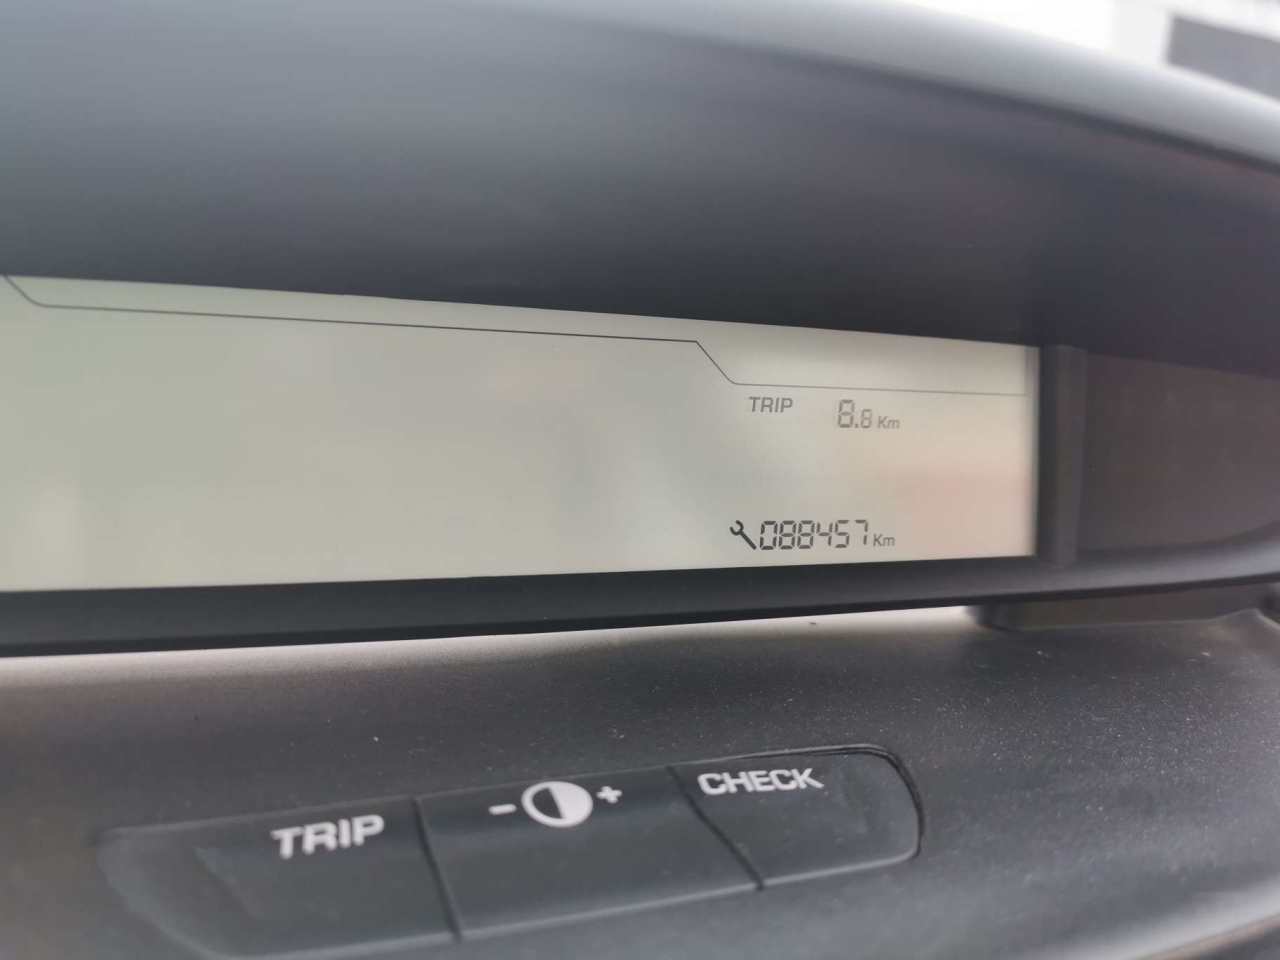 TRIP 8.8 Km
088457 Km
TRIP - + CHECK